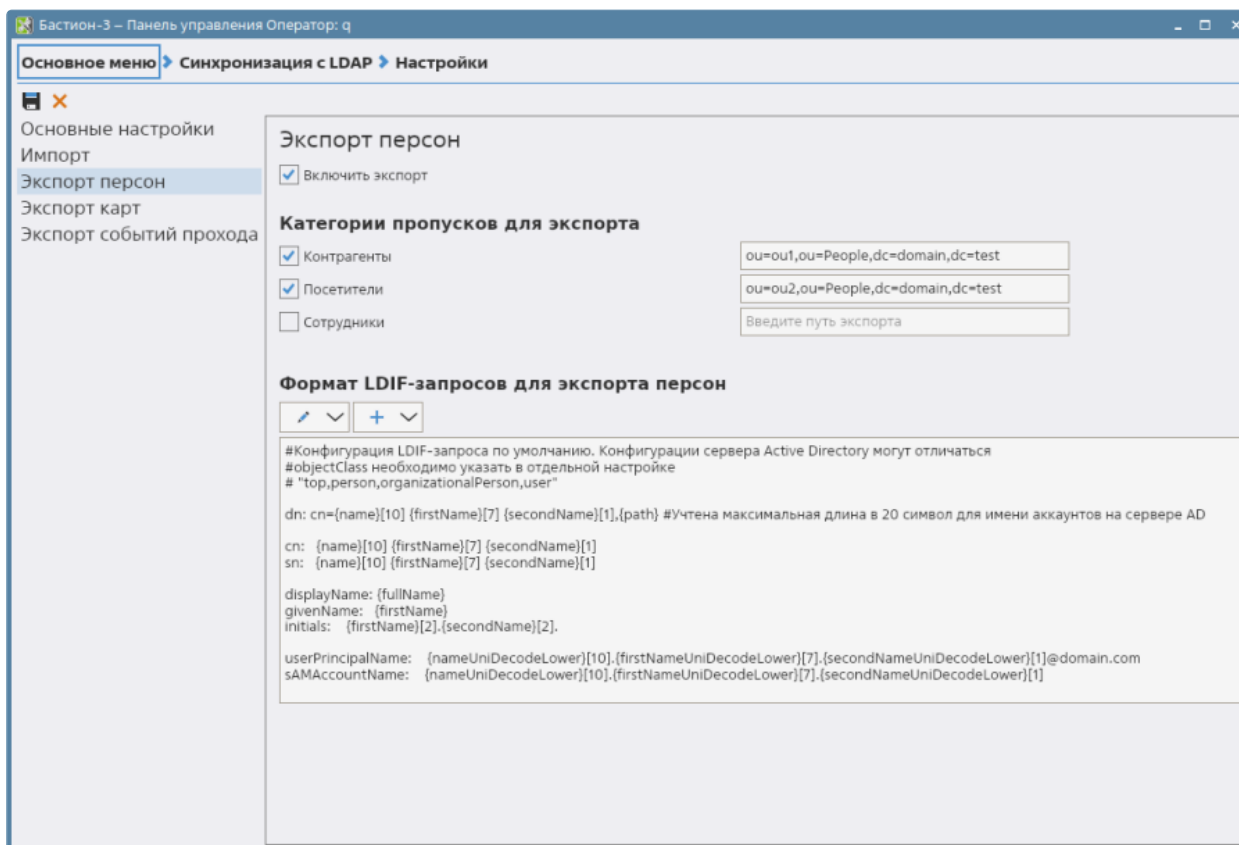 Бастион-3 – Панель управления Оператор: q
Основное меню Синхронизация с LDAP Настройки
Основные настройки
Импорт
Экспорт персон
Экспорт карт
Экспорт событий прохода
Экспорт персон
Включить экспорт
Категории пропусков для экспорта
Контрагенты
ou=ou1,ou=People,dc=domain,dc=test
Посетители
ou=ou2,ou=People,dc=domain,dc=test
Сотрудники
Введите путь экспорта
Формат LDIF-запросов для экспорта персон
#Конфигурация LDIF-запроса по умолчанию. Конфигурации сервера Active Directory могут отличаться
#objectClass необходимо указать в отдельной настройке
# "top,person,organizationalPerson,user"
dn: cn={name}[10] {firstName}[7] {secondName}[1],{path} #Учтена максимальная длина в 20 символ для имени аккаунтов на сервере AD
cn: {name}[10] {firstName}[7] {secondName}[1]
sn: {name}[10] {firstName}[7] {secondName}[1]
displayName: {fullName}
givenName: {firstName}
initials: {firstName}[2].{secondName}[2].
userPrincipalName: {nameUniDecodeLower}[10].{firstNameUniDecodeLower}[7].{secondNameUniDecodeLower}[1]@domain.com
sAMAccountName: {nameUniDecodeLower}[10].{firstNameUniDecodeLower}[7].{secondNameUniDecodeLower}[1]